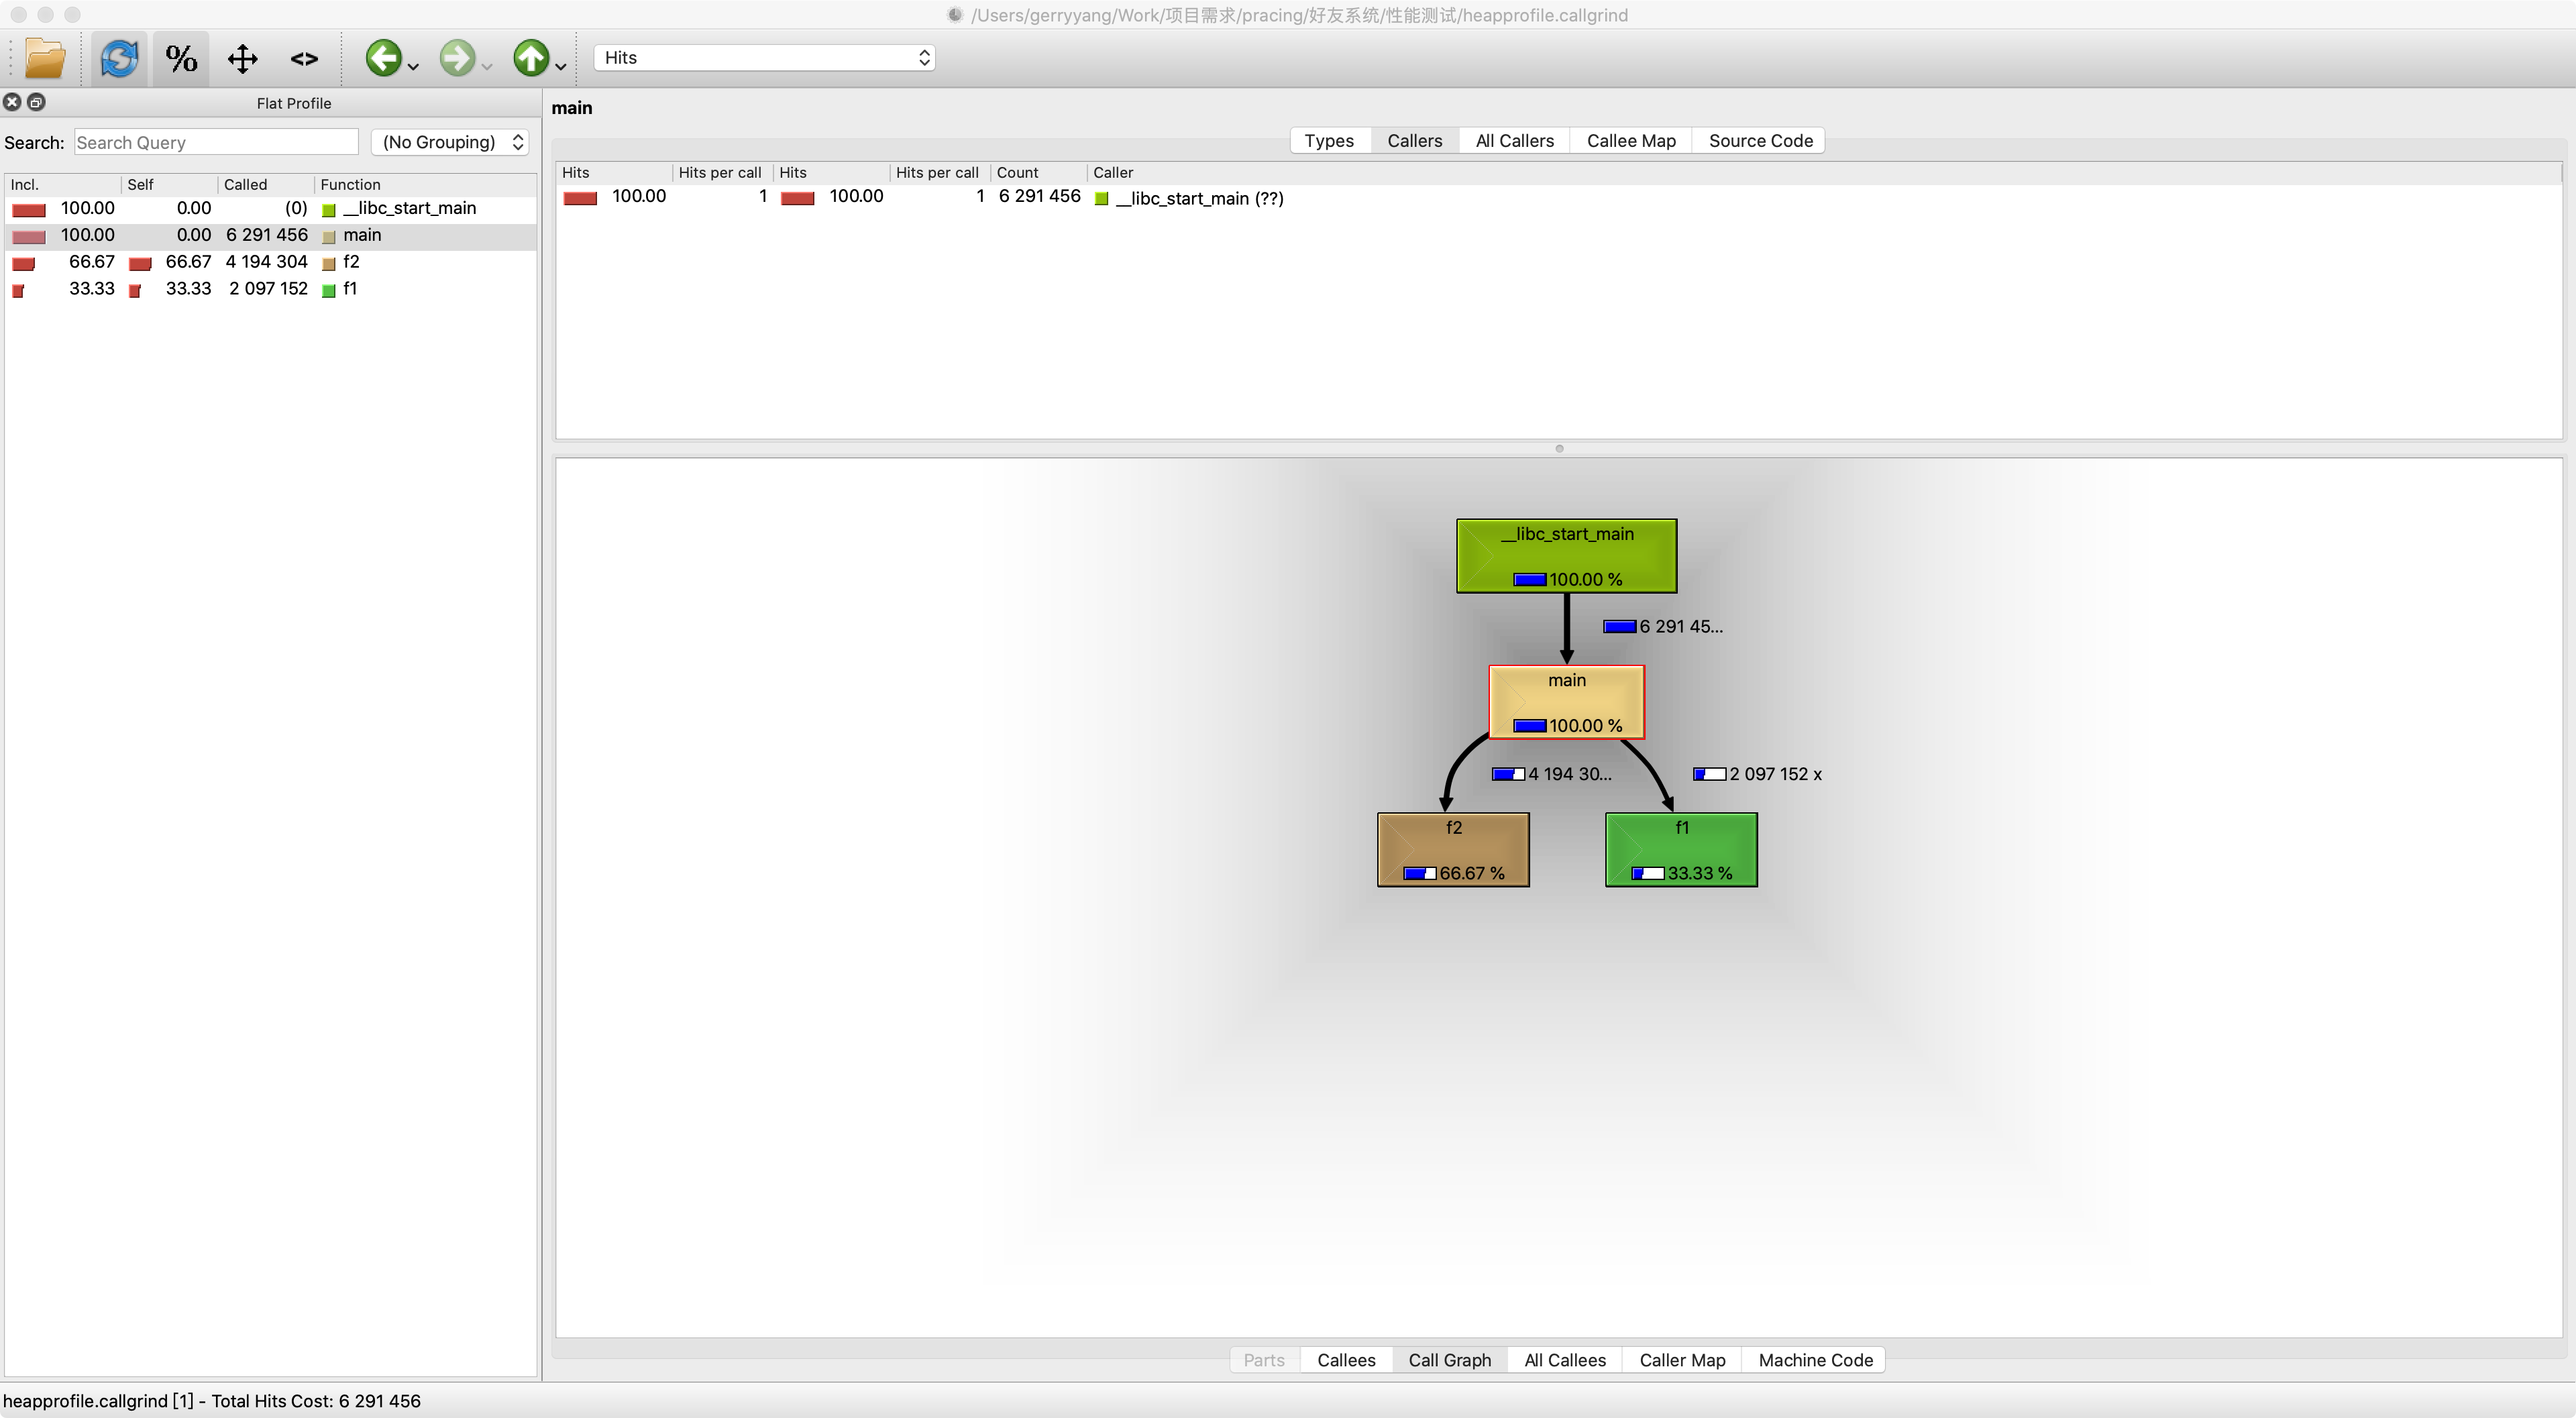 /Users/gerryyang/Work/项目需求/pracing/好友系统/性能测试/heapprofile.callgrind
% <> Hits
Flat Profile
Search: Search Query (No Grouping)
Incl. Self Called Function
100.00 0.00 (0) __libc_start_main
100.00 0.00 6 291 456 main
66.67 66.67 4 194 304 f2
33.33 33.33 2 097 152 f1
main
Types Callers All Callers Callee Map Source Code
Hits Hits per call Hits Hits per call Count Caller
100.00 1 100.00 1 6 291 456 __libc_start_main (??)
__libc_start_main
100.00 %
6 291 45...
main
100.00 %
4 194 30... 2 097 152 x
f2 f1
66.67 % 33.33 %
Parts Callees Call Graph All Callees Caller Map Machine Code
heapprofile.callgrind [1] - Total Hits Cost: 6 291 456